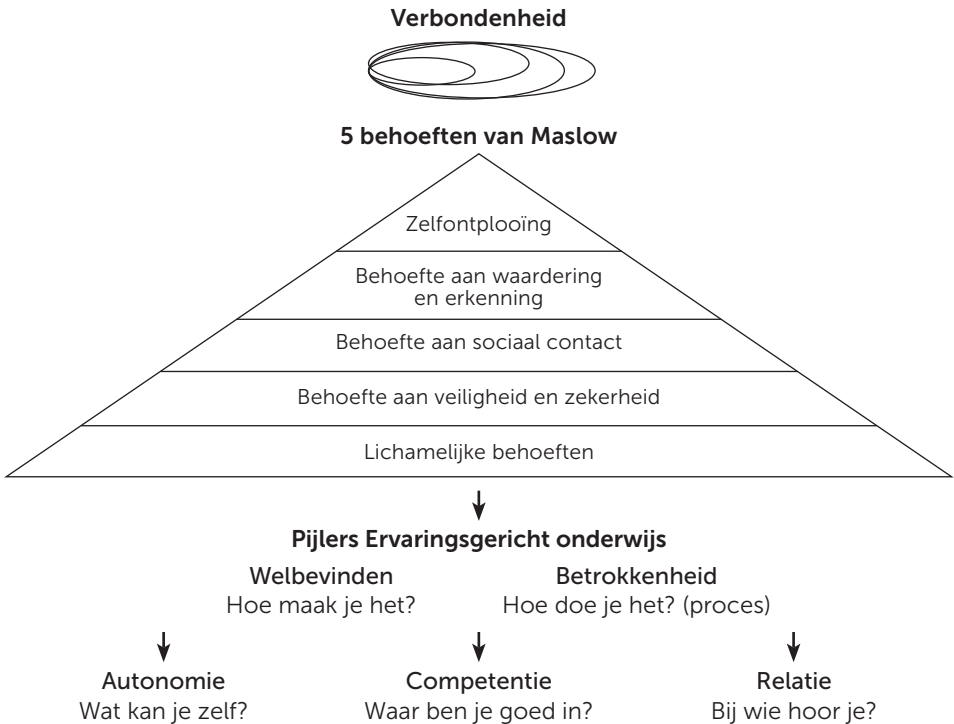 Verbondenheid
5 behoeften van Maslow
Zelfontplooïng
Behoefte aan waardering
en erkenning
Behoefte aan sociaal contact
Behoefte aan veiligheid en zekerheid
Lichamelijke behoeften
Pijlers Ervaringsgericht onderwijs
Welbevinden
Hoe maak je het?
Betrokkenheid
Hoe doe je het? (proces)
Autonomie
Wat kan je zelf?
Competentie
Waar ben je goed in?
Relatie
Bij wie hoor je?